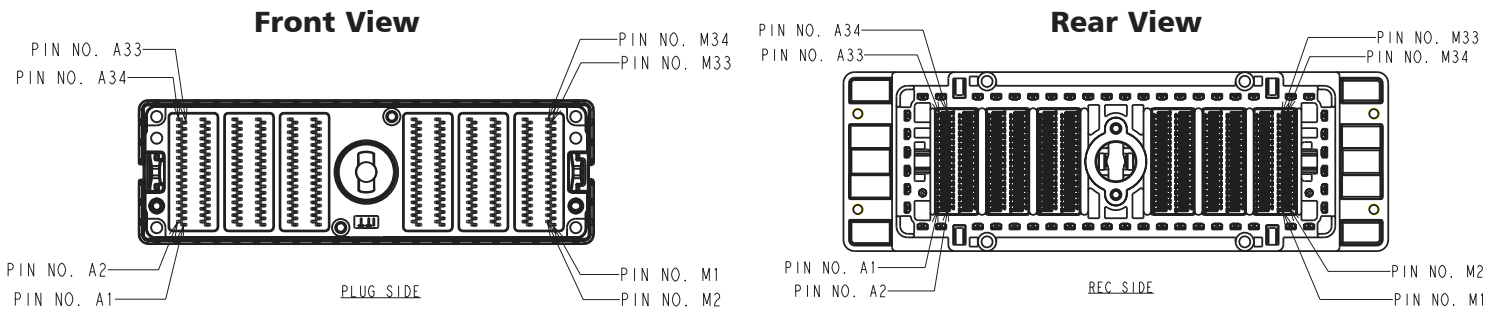 Front View
PIN NO. A33
PIN NO. A34
PIN NO. M34
PIN NO. M33
PIN NO. A2
PIN NO. A1
PLUG SIDE
PIN NO. M1
PIN NO. M2
Rear View
PIN NO. A34
PIN NO. A33
PIN NO. M33
PIN NO. M34
PIN NO. A1
PIN NO. A2
REC SIDE
PIN NO. M2
PIN NO. M1